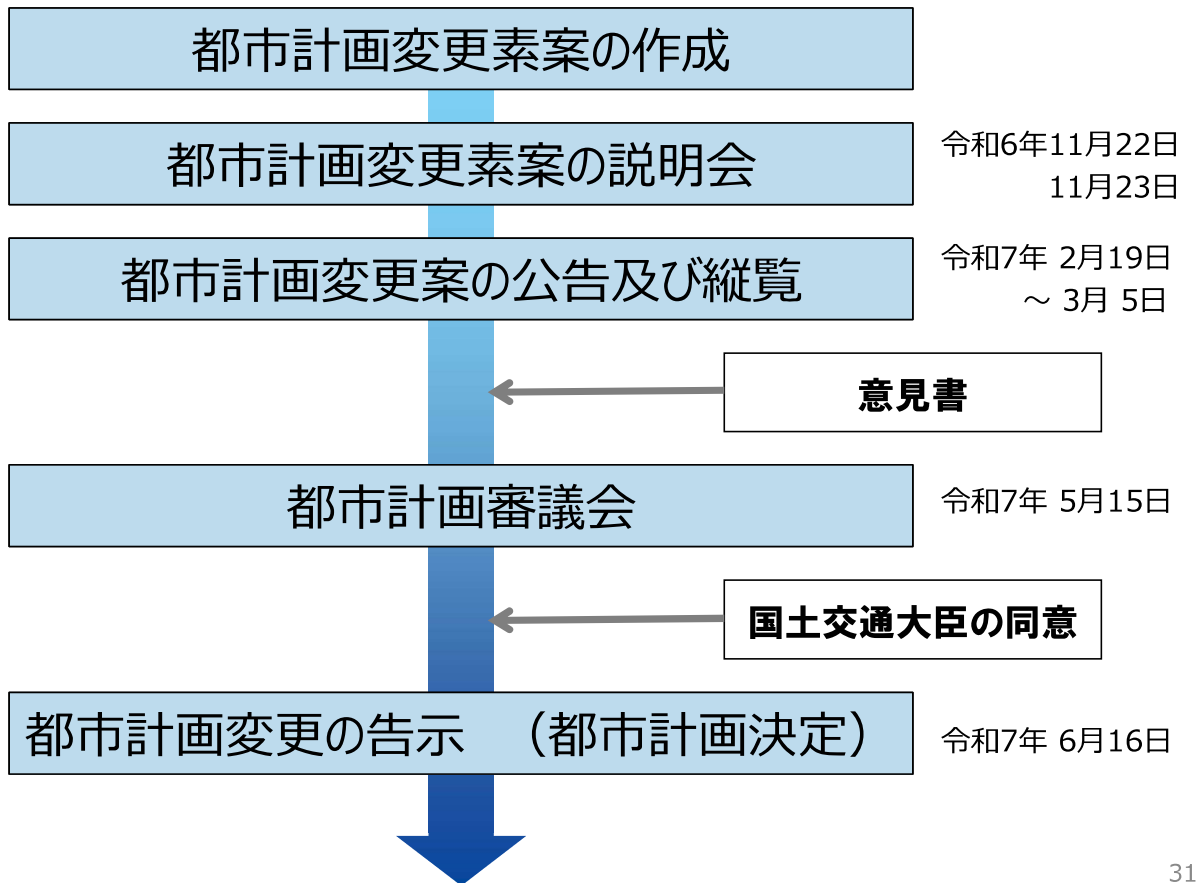 都市計画変更素案の作成
都市計画変更素案の説明会
令和6年11月22日
11月23日
都市計画変更案の公告及び縦覧
令和7年 2月19日
～ 3月 5日
意見書
都市計画審議会
令和7年 5月15日
国土交通大臣の同意
都市計画変更の告示　（都市計画決定）
令和7年 6月16日
31